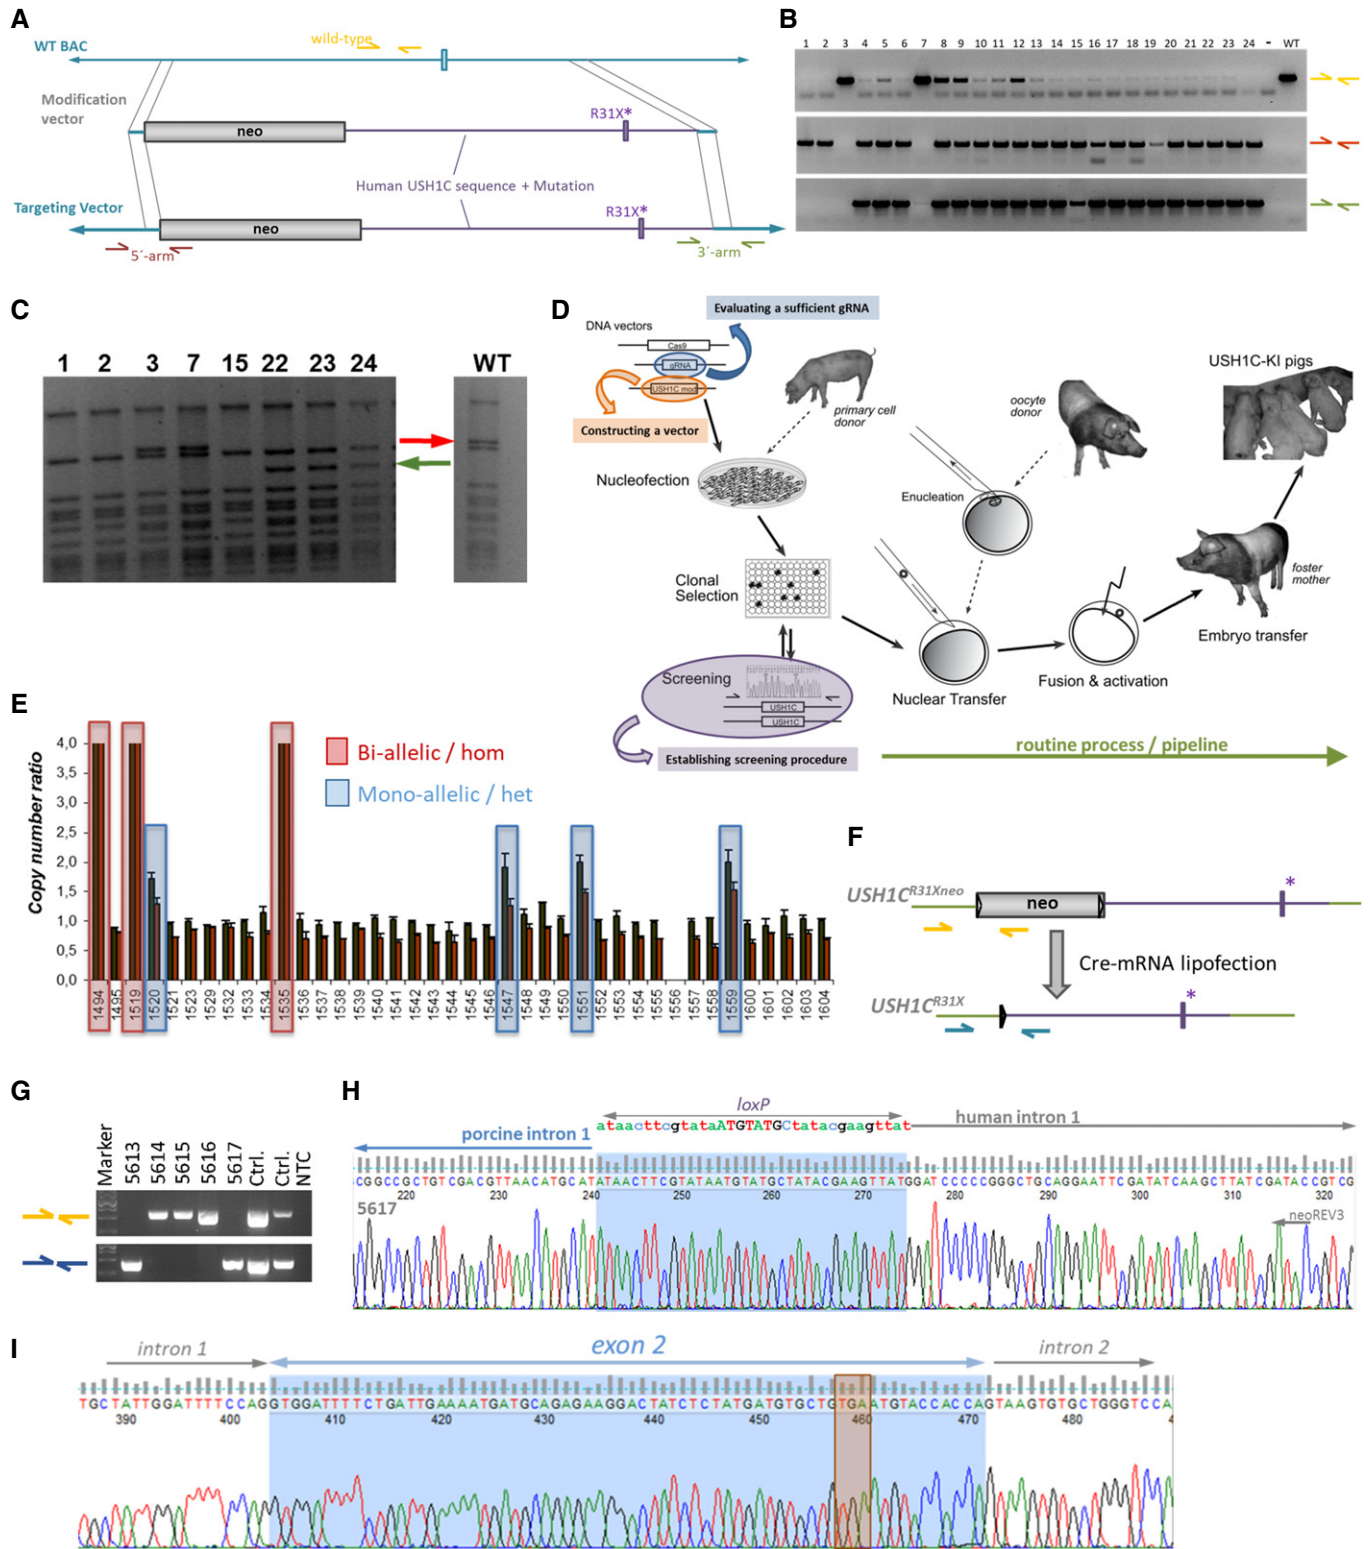 A
wild-type
WT BAC
Modification
vector
neo
R31X*
Human USH1C sequence + Mutation
Targeting Vector
neo
R31X*
5´-arm
3´-arm
B
1 2 3 4 5 6 7 8 9 10 11 12 13 14 15 16 17 18 19 20 21 22 23 24 - WT
C
1 2 3 7 15 22 23 24 WT
D
Evaluating a sufficient gRNA
DNA vectors
Cas9
gRNA
USH1C mod
Constructing a vector
primary cell
donor
Nucleofection
Clonal
Selection
Screening
USH1C
USH1C
Establishing screening procedure
oocyte
donor
Enucleation
Nuclear Transfer
Fusion & activation
Embryo transfer
foster
mother
USH1C-KI pigs
routine process / pipeline
E
Copy number ratio
4,0
3,5
3,0
2,5
2,0
1,5
1,0
0,5
0,0
Bi-allelic / hom
Mono-allelic / het
1494 1495 1519 1520 1521 1523 1529 1532 1533 1534 1535 1536 1537 1538 1539 1540 1541 1542 1543 1544 1545 1546 1547 1548 1549 1550 1551 1552 1553 1554 1555 1556 1557 1558 1559 1600 1601 1602 1603 1604
F
USH1C R31Xneo
neo
*
Cre-mRNA lipofection
USH1C R31X
*
G
Marker 5613 5614 5615 5616 5617 Ctrl. Ctrl. NTC
H
loxP
ataacttcgtataATGTATGCtatacgaagttat
porcine intron 1
human intron 1
CGGCCGCTGTCGACGTTAACATGCATATAACTTCGTATAATGTATGCTATACGAAGTTATGGATCCCCCGGGCTGCAGGAATTCGATATCAAGCTTATCGATACCGTCG
220 230 240 250 260 270 280 290 300 310 320
5617
neoREV3
I
intron 1
exon 2
intron 2
TGCTATTGGATTTTCCAGGTGGATTTTCTGATTGAAAATGATGCAGAGAAGGACTATCTCTATGATGTGCTGTGAATGTACCACCAGTAAGTGTGCTGGGTCCA
390 400 410 420 430 440 450 460 470 480